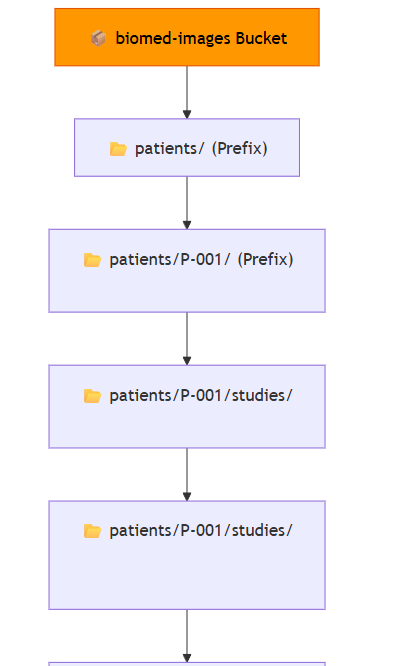 📦 biomed-images Bucket
📂 patients/ (Prefix)
📂 patients/P-001/ (Prefix)
📂 patients/P-001/studies/
📂 patients/P-001/studies/